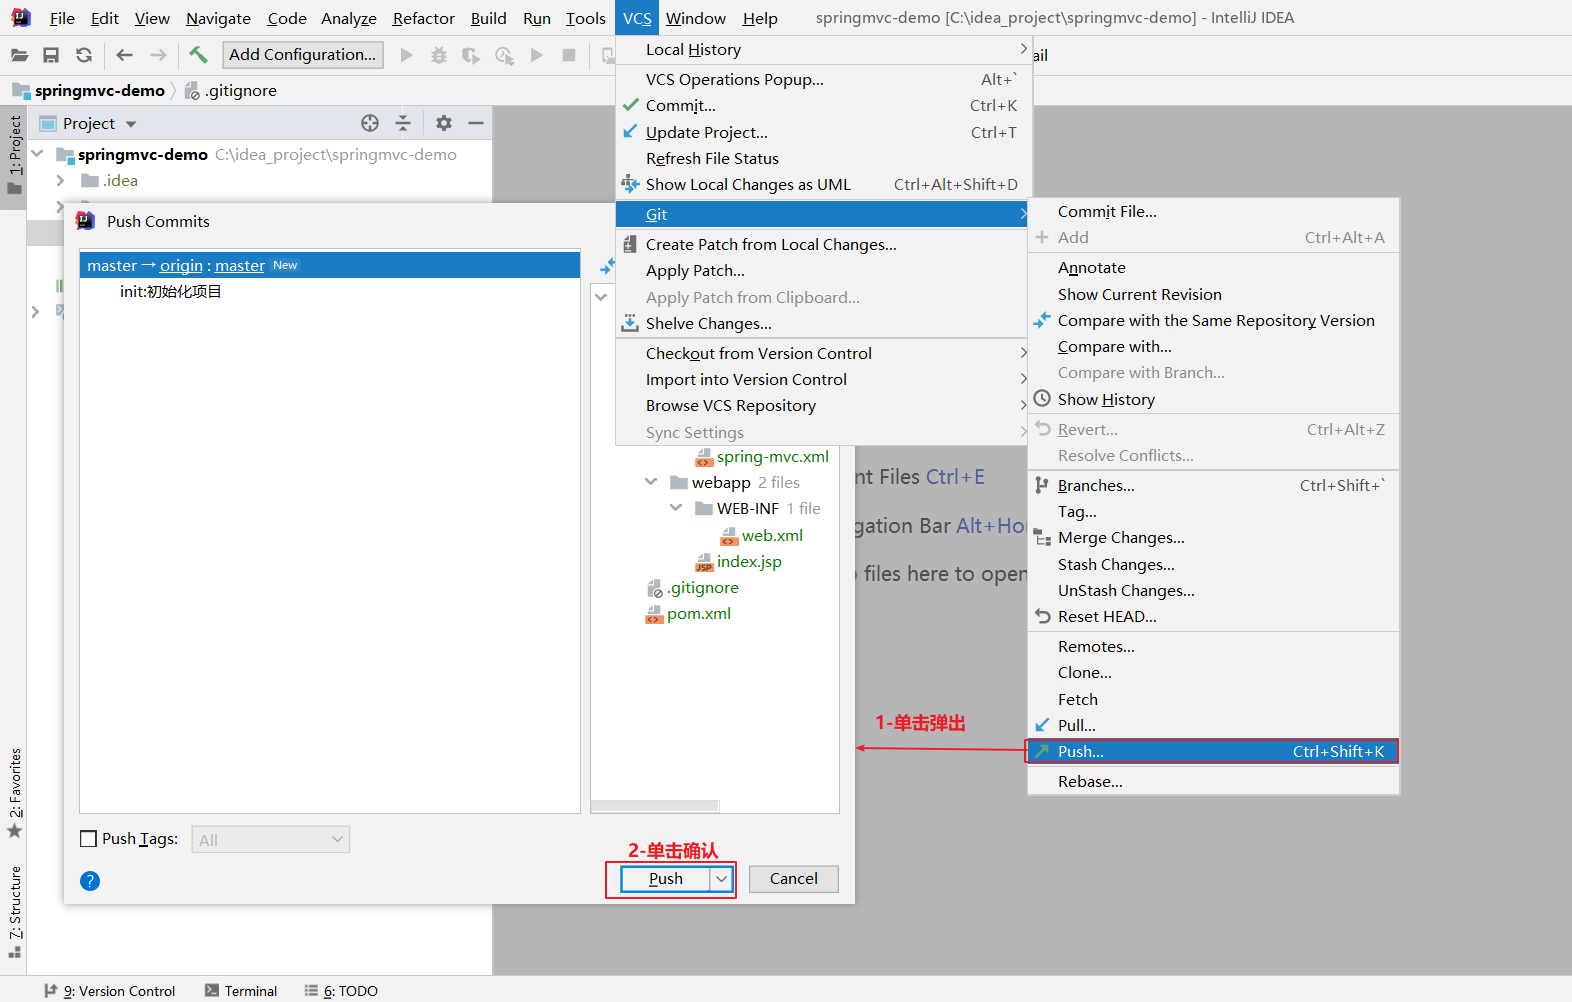 File Edit View Navigate Code Analyze Refactor Build Run Tools VCS Window Help springmvc-demo [C:\idea_project\springmvc-demo] - IntelliJ IDEA
Add Configuration...
springmvc-demo .gitignore
1: Project
Project
springmvc-demo C:\idea_project\springmvc-demo
.idea
Local History
VCS Operations Popup... Alt+`
Commit... Ctrl+K
Update Project... Ctrl+T
Refresh File Status
Show Local Changes as UML Ctrl+Alt+Shift+D
Git
Create Patch from Local Changes...
Apply Patch...
Apply Patch from Clipboard...
Shelve Changes...
Checkout from Version Control
Import into Version Control
Browse VCS Repository
Sync Settings
Commit File...
Add Ctrl+Alt+A
Annotate
Show Current Revision
Compare with the Same Repository Version
Compare with...
Compare with Branch...
Show History
Revert... Ctrl+Alt+Z
Resolve Conflicts...
Branches... Ctrl+Shift+`
Tag...
Merge Changes...
Stash Changes...
UnStash Changes...
Reset HEAD...
Remotes...
Clone...
Fetch
Pull...
Push... Ctrl+Shift+K
Rebase...
Push Commits
master → origin : master New
init:初始化项目
spring-mvc.xml
webapp 2 files
WEB-INF 1 file
web.xml
index.jsp
.gitignore
pom.xml
nt Files Ctrl+E
gation Bar Alt+Ho
files here to open
1-单击弹出
2-单击确认
Push Tags: All
Push Cancel
2: Favorites
7: Structure
9: Version Control Terminal 6: TODO